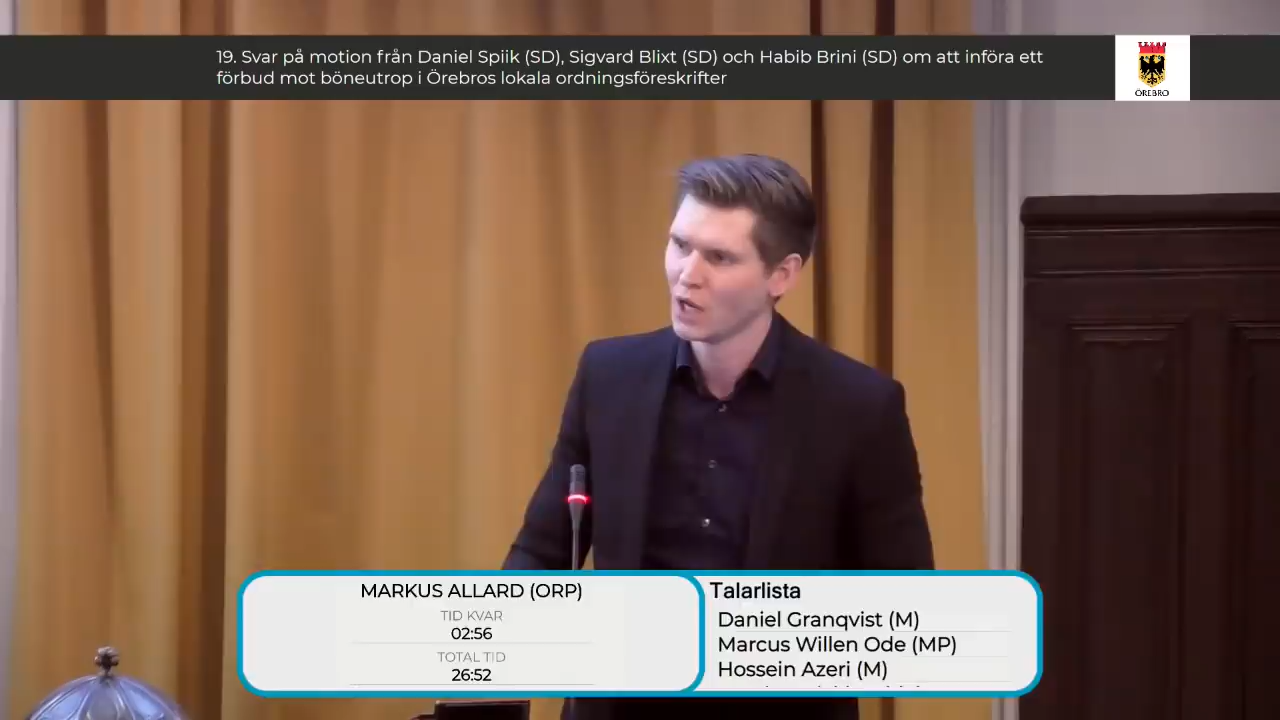 19. Svar på motion från Daniel Spiik (SD), Sigvard Blixt (SD) och Habib Brini (SD) om att införa ett
förbud mot böneutrop i Örebros lokala ordningsföreskrifter
ÖREBRO
MARKUS ALLARD (ORP)
TID KVAR
02:56
TOTAL TID
26:52
Talarlista
Daniel Granqvist (M)
Marcus Willen Ode (MP)
Hossein Azeri (M)